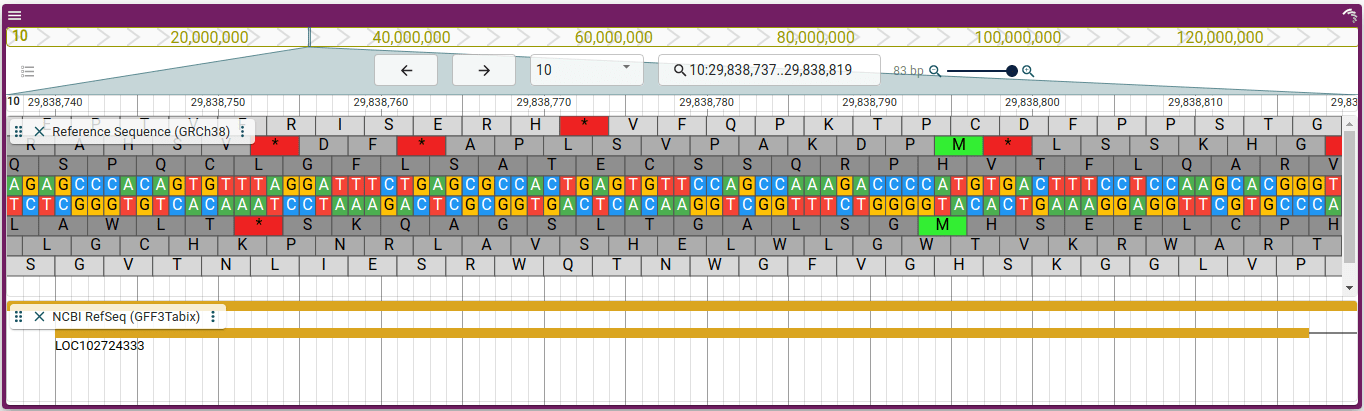 10 20,000,000 40,000,000 60,000,000 80,000,000 100,000,000 120,000,000
10 10:29,838,737..29,838,819 83 bp
10 29,838,740 29,838,750 29,838,760 29,838,770 29,838,780 29,838,790 29,838,800 29,838,810 29,83
R I S E R H * V F Q P K T P C D F P P S T G
Reference Sequence (GRCh38)
R A H S V * D F * A P L S V P A K D P M * L S S K H G
Q S P Q C L G F L S A T E C S S Q R P H V T F L Q A R V
A G A G C C C A C A G T G T T T A G G A T T T C T G A G C G C C A C T G A G T G T T C C A G C C A A A G A C C C C A T G T G A C T T T C C T C C A A G C A C G G G T
T C T C G G G T G T C A C A A A T C C T A A A G A C T C G C G G T G A C T C A C A A G G T C G G T T T C T G G G G T A C A C T G A A A G G A G G T T C G T G C C C A
L A W L T * S K Q A G S L T G A L S G M H S E E L C P H
L G C H K P N R L A V S H E L W L G W T V K R W A R T
S G V T N L I E S R W Q T N W G F V G H S K G G L V P
NCBI RefSeq (GFF3Tabix)
LOC102724333